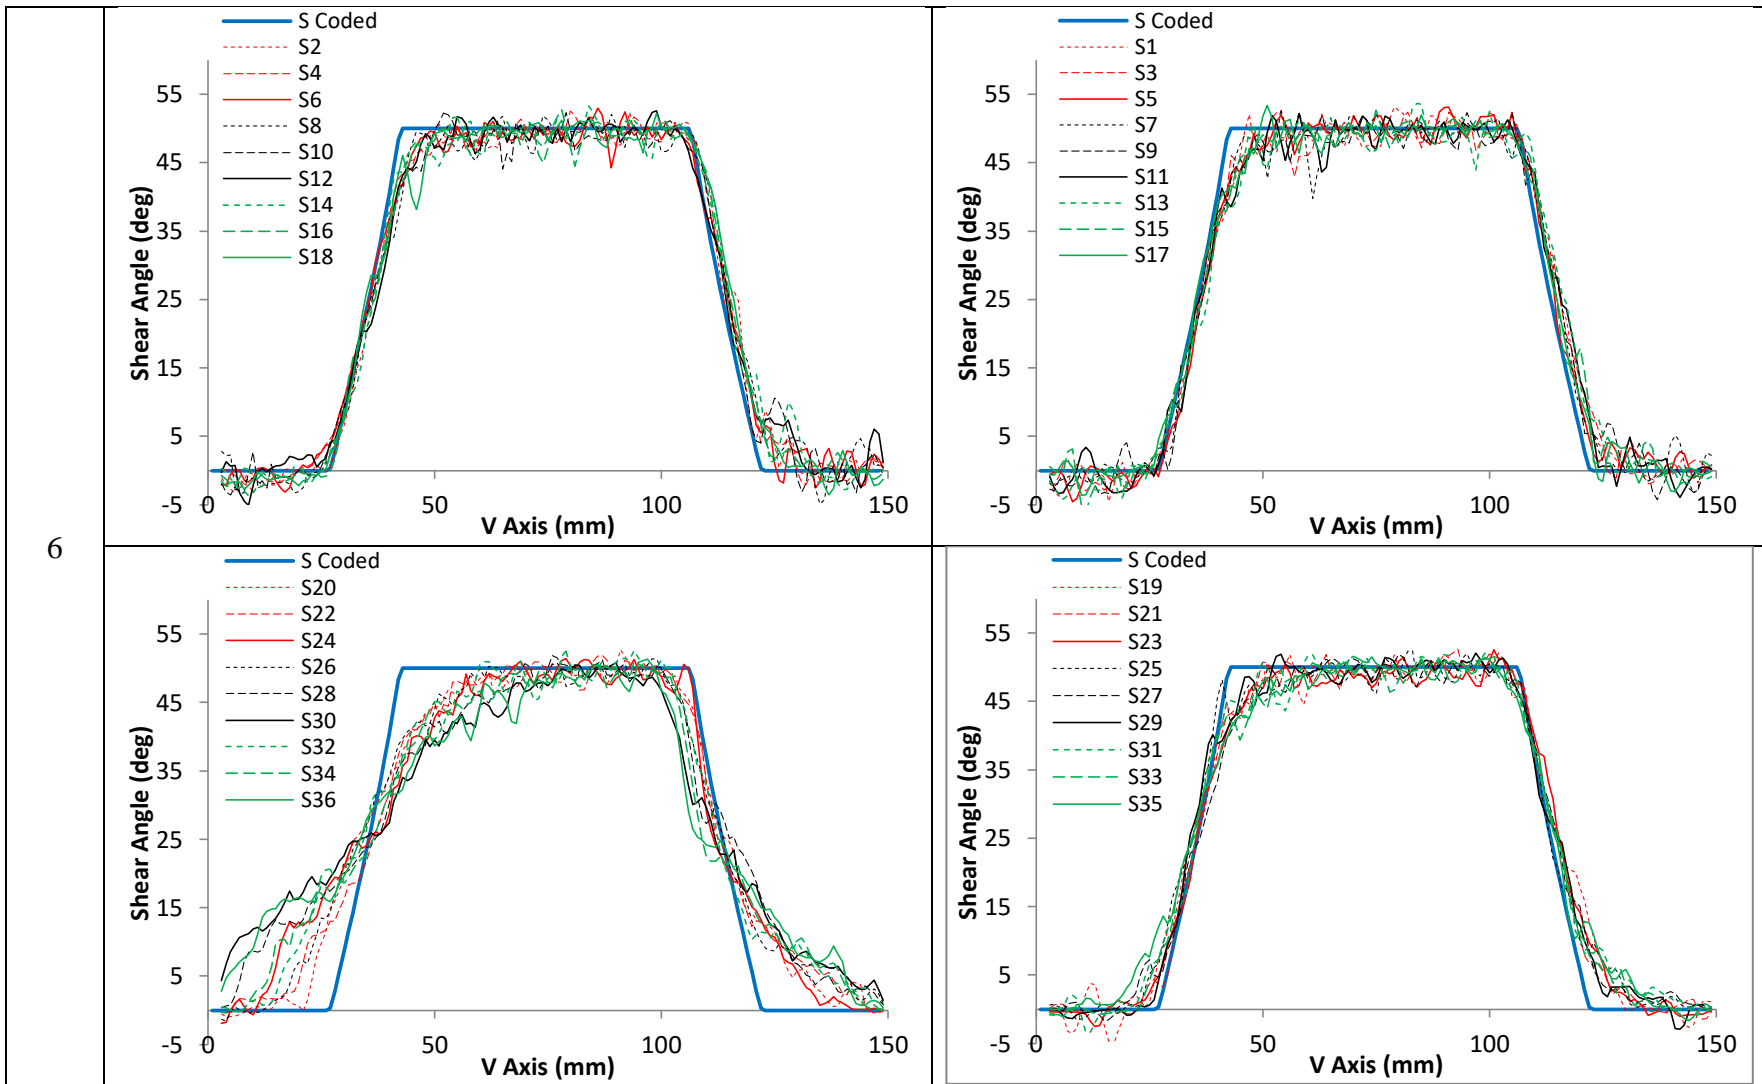 6
S Coded
S2
S4
S6
S8
S10
S12
S14
S16
S18
Shear Angle (deg)
55
45
35
25
15
5
-5
0
50
100
150
V Axis (mm)
S Coded
S1
S3
S5
S7
S9
S11
S13
S15
S17
Shear Angle (deg)
55
45
35
25
15
5
-5
0
50
100
150
V Axis (mm)
S Coded
S20
S22
S24
S26
S28
S30
S32
S34
S36
Shear Angle (deg)
55
45
35
25
15
5
-5
0
50
100
150
V Axis (mm)
S Coded
S19
S21
S23
S25
S27
S29
S31
S33
S35
Shear Angle (deg)
55
45
35
25
15
5
-5
0
50
100
150
V Axis (mm)